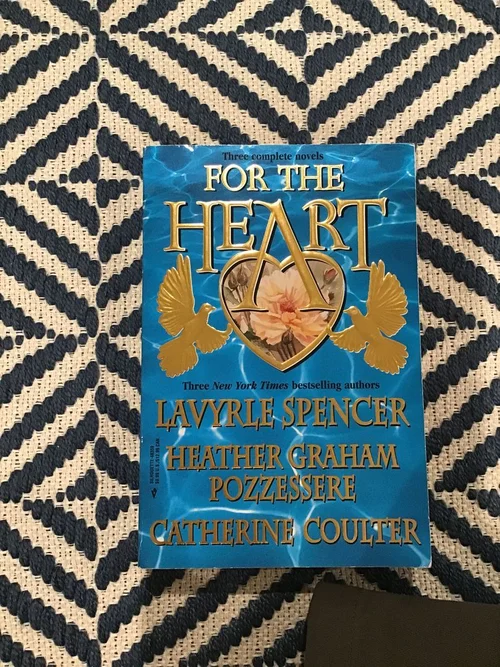 Three complete novels
FOR THE
HEART
Three New York Times bestselling authors
LAVYRLE SPENCER
HEATHER GRAHAM
POZZESSERE
CATHERINE COULTER